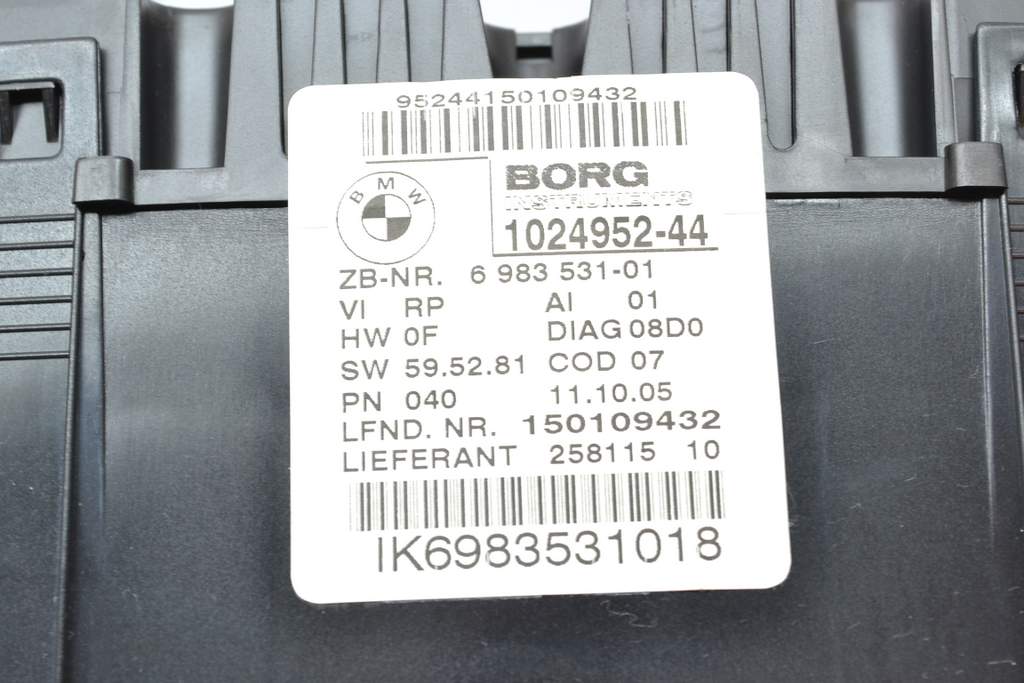 95244150109432
BMW
BORG
INSTRUMENTS
1024952-44
ZB-NR. 6 983 531-01
VI RP AI 01
HW 0F DIAG 08D0
SW 59.52.81 COD 07
PN 040 11.10.05
LFND. NR. 150109432
LIEFERANT 258115 10
IK6983531018